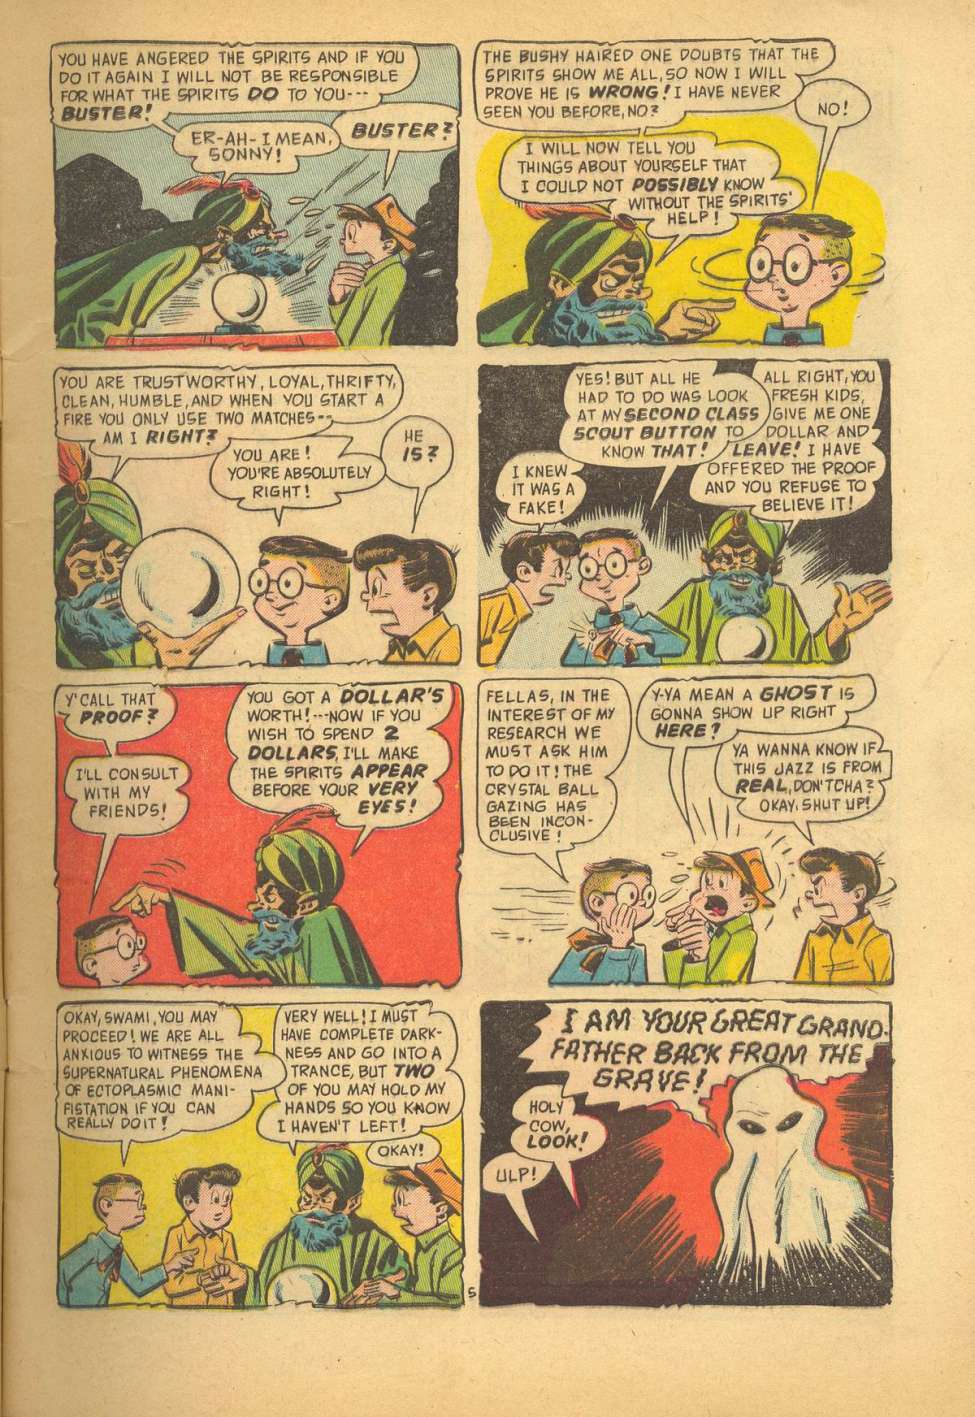 YOU HAVE ANGERED THE SPIRITS AND IF YOU
DO IT AGAIN I WILL NOT BE RESPONSIBLE
FOR WHAT THE SPIRITS DO TO YOU---
BUSTER!
ER-AH-I MEAN,
SONNY!
BUSTER?
THE BUSHY HAIRED ONE DOUBTS THAT THE
SPIRITS SHOW ME ALL, SO NOW I WILL
PROVE HE IS WRONG! I HAVE NEVER
SEEN YOU BEFORE, NO?
NO!
I WILL NOW TELL YOU
THINGS ABOUT YOURSELF THAT
I COULD NOT POSSIBLY KNOW
WITHOUT THE SPIRITS'
HELP!
YOU ARE TRUSTWORTHY, LOYAL, THRIFTY,
CLEAN, HUMBLE, AND WHEN YOU START A
FIRE YOU ONLY USE TWO MATCHES--
AM I RIGHT?
YOU ARE!
YOU'RE ABSOLUTELY
RIGHT!
HE
IS?
I KNEW
IT WAS A
FAKE!
YES! BUT ALL HE
HAD TO DO WAS LOOK
AT MY SECOND CLASS
SCOUT BUTTON TO
KNOW THAT!
ALL RIGHT, YOU
FRESH KIDS,
GIVE ME ONE
DOLLAR AND
LEAVE! I HAVE
OFFERED THE PROOF
AND YOU REFUSE TO
BELIEVE IT!
Y'CALL THAT
PROOF?
I'LL CONSULT
WITH MY
FRIENDS!
YOU GOT A DOLLAR'S
WORTH!---NOW IF YOU
WISH TO SPEND 2
DOLLARS, I'LL MAKE
THE SPIRITS APPEAR
BEFORE YOUR VERY
EYES!
FELLAS, IN THE
INTEREST OF MY
RESEARCH WE
MUST ASK HIM
TO DO IT! THE
CRYSTAL BALL
GAZING HAS
BEEN INCON-
CLUSIVE!
Y-YA MEAN A GHOST IS
GONNA SHOW UP RIGHT
HERE?
YA WANNA KNOW IF
THIS JAZZ IS FROM
REAL, DON'TCHA?
OKAY, SHUT UP!
OKAY, SWAMI, YOU MAY
PROCEED! WE ARE ALL
ANXIOUS TO WITNESS THE
SUPERNATURAL PHENOMENA
OF ECTOPLASMIC MANI-
FISTATION IF YOU CAN
REALLY DO IT!
VERY WELL! I MUST
HAVE COMPLETE DARK-
NESS AND GO INTO A
TRANCE, BUT TWO
OF YOU MAY HOLD MY
HANDS SO YOU KNOW
I HAVEN'T LEFT!
OKAY!
I AM YOUR GREAT GRAND-
FATHER BACK FROM THE
GRAVE!
HOLY
COW,
LOOK!
ULP!
5